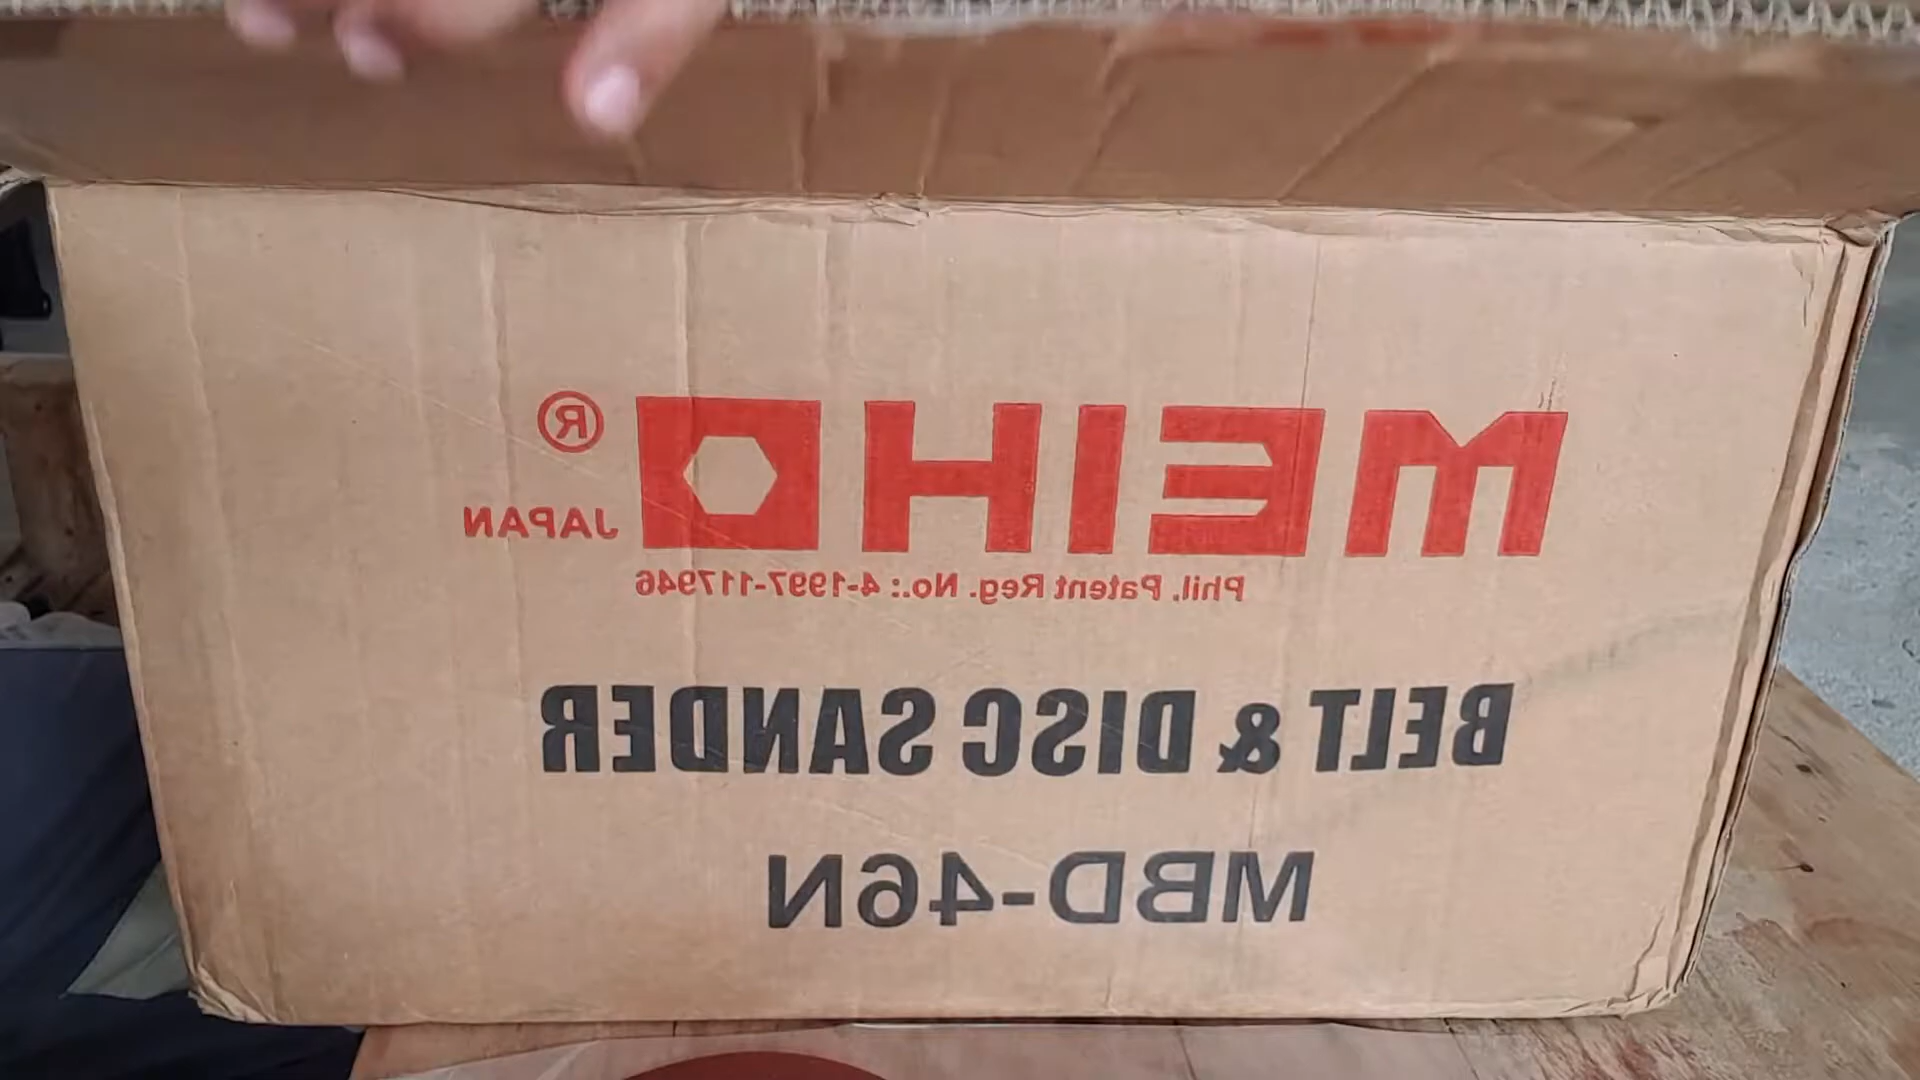 MEIHO ®
JAPAN
Phil. Patent Reg. No.: 4-1997-117946
BELT & DISC SANDER
MBD-46N